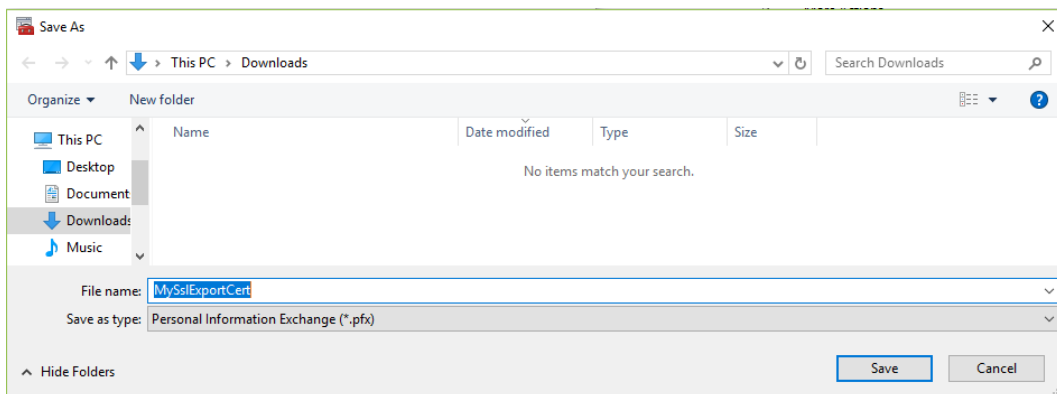 Save As
This PC > Downloads
Search Downloads
Organize
New folder
This PC
Desktop
Document
Downloads
Music
Name
Date modified
Type
Size
No items match your search.
File name: MySslExportCert
Save as type: Personal Information Exchange (*.pfx)
Hide Folders
Save
Cancel